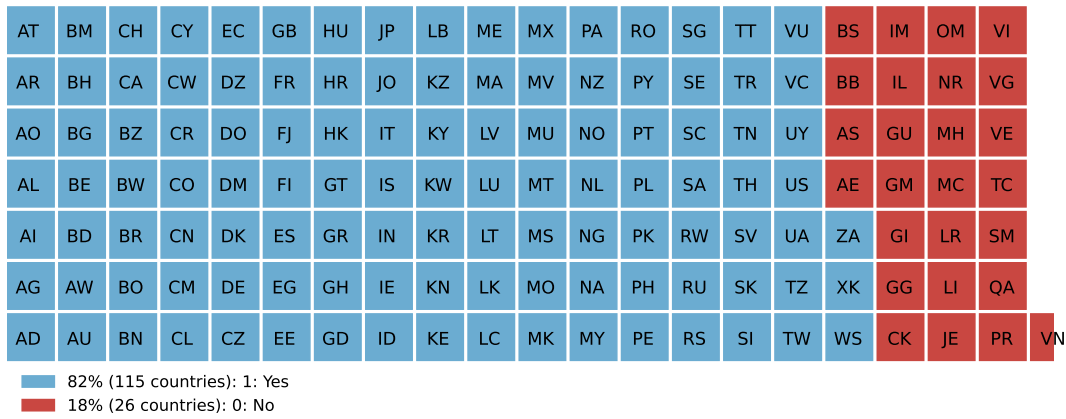 AT BM CH CY EC GB HU JP LB ME MX PA RO SG TT VU BS IM OM VI
AR BH CA CW DZ FR HR JO KZ MA MV NZ PY SE TR VC BB IL NR VG
AO BG BZ CR DO FJ HK IT KY LV MU NO PT SC TN UY AS GU MH VE
AL BE BW CO DM FI GT IS KW LU MT NL PL SA TH US AE GM MC TC
AI BD BR CN DK ES GR IN KR LT MS NG PK RW SV UA ZA GI LR SM
AG AW BO CM DE EG GH IE KN LK MO NA PH RU SK TZ XK GG LI QA
AD AU BN CL CZ EE GD ID KE LC MK MY PE RS SI TW WS CK JE PR VN
82% (115 countries): 1: Yes
18% (26 countries): 0: No